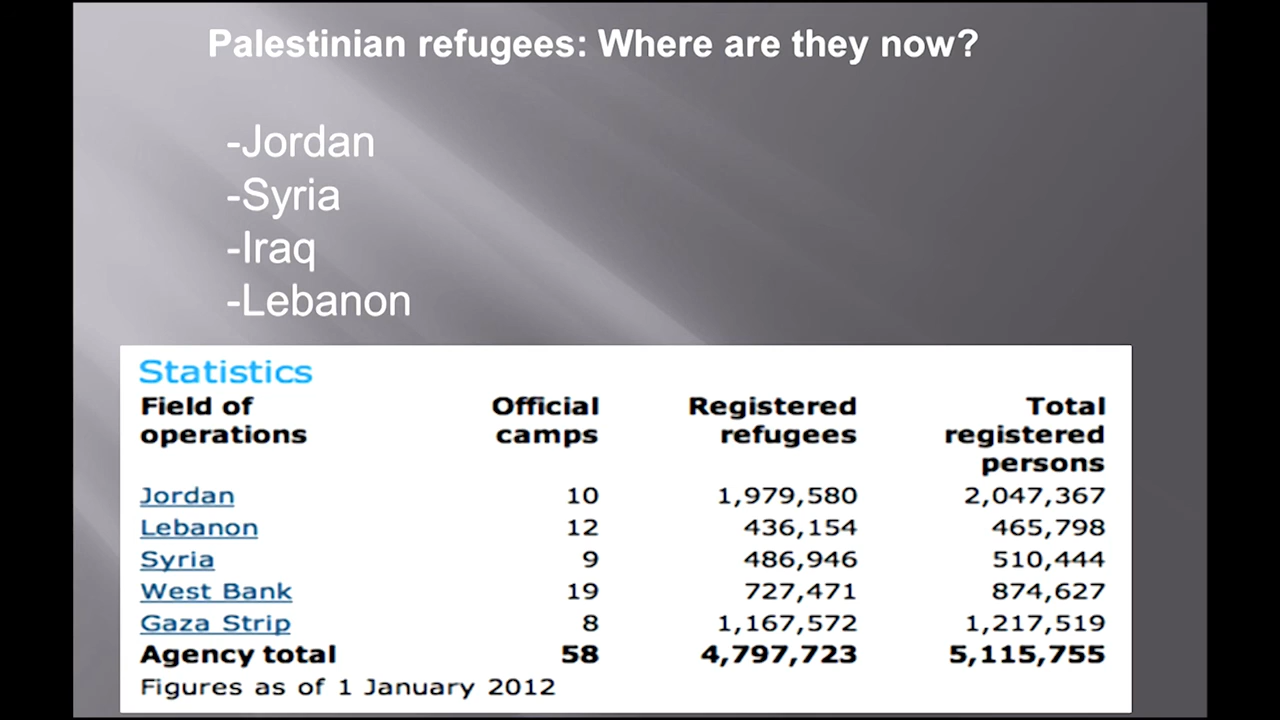 Palestinian refugees: Where are they now?
-Jordan
-Syria
-Iraq
-Lebanon
Statistics
Field of operations Official camps Registered refugees Total registered persons
Jordan 10 1,979,580 2,047,367
Lebanon 12 436,154 465,798
Syria 9 486,946 510,444
West Bank 19 727,471 874,627
Gaza Strip 8 1,167,572 1,217,519
Agency total 58 4,797,723 5,115,755
Figures as of 1 January 2012